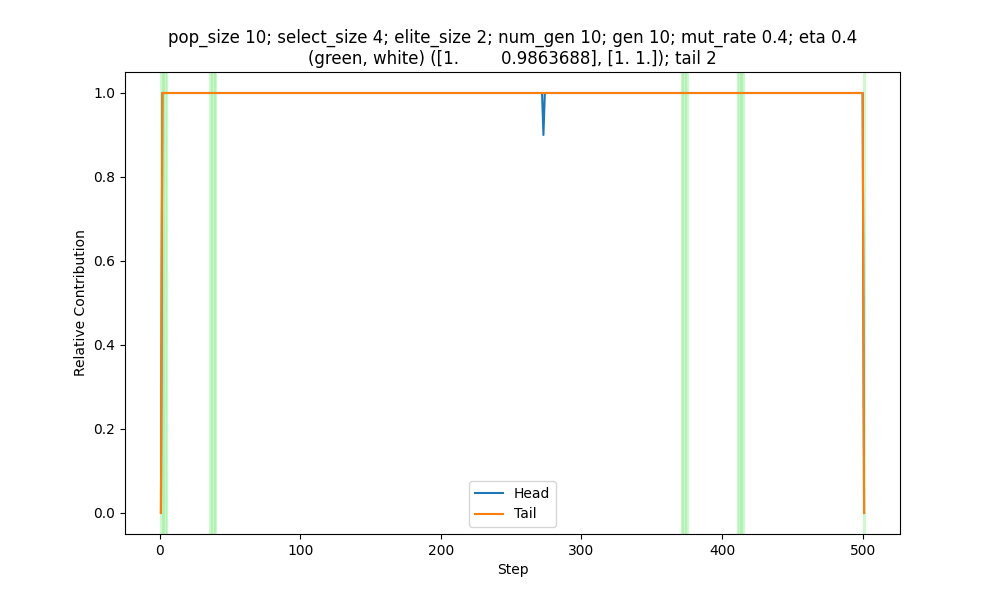 pop_size 10; select_size 4; elite_size 2; num_gen 10; gen 10; mut_rate 0.4; eta 0.4
(green, white) ([1.        0.9863688], [1. 1.]); tail 2
1.0
0.8
0.6
0.4
0.2
0.0
Relative Contribution
Head
Tail
0
100
200
300
400
500
Step